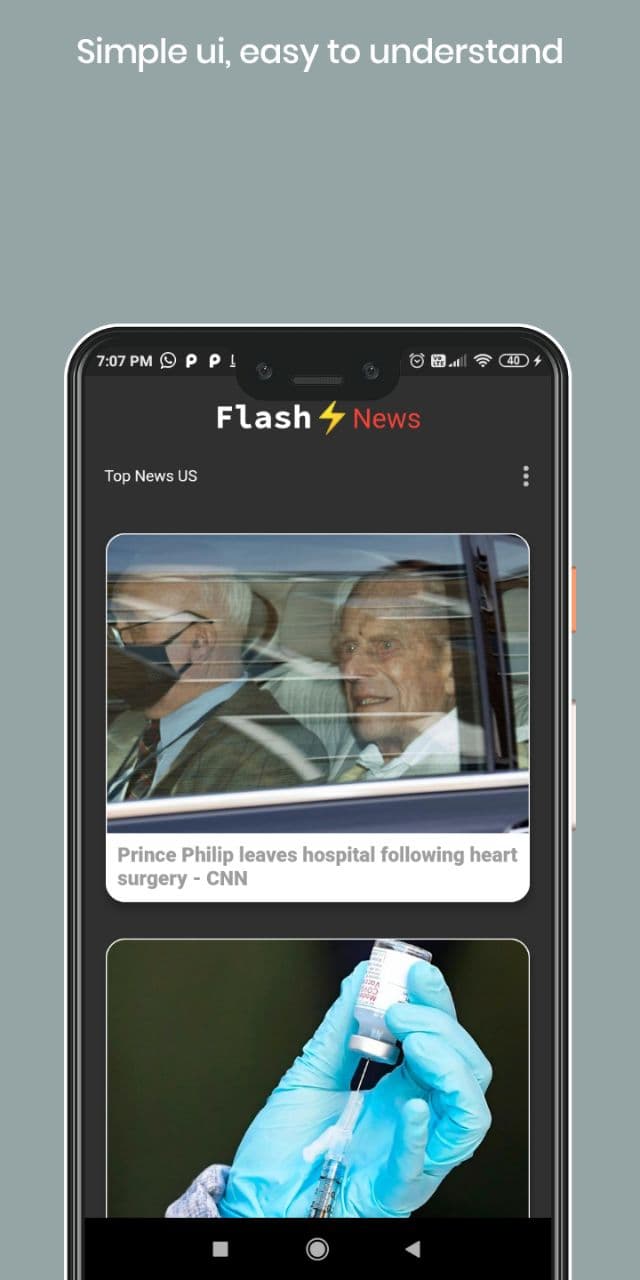 Simple ui, easy to understand
7:07 PM
40
Flash⚡News
Top News US
Prince Philip leaves hospital following heart
surgery - CNN